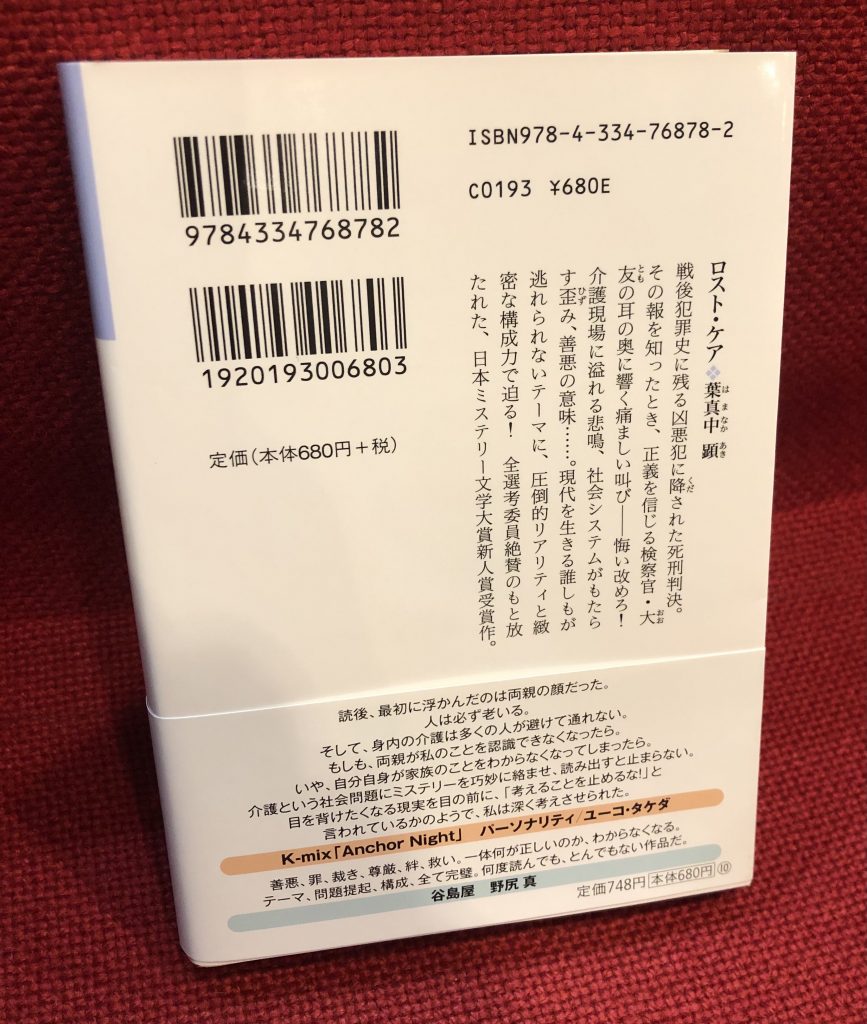 ISBN978-4-334-76878-2
C0193 ¥680E
9784334768782
1920193006803
定価(本体680円+税)
ロスト・ケア❖葉真中 顕
はまなか あき
戦後犯罪史に残る凶悪犯に降された死刑判決。
くだ
その報を知ったとき、正義を信じる検察官・大
おお
友の耳の奥に響く痛ましい叫び――悔い改めろ!
とも
介護現場に溢れる悲鳴、社会システムがもたら
す歪み、善悪の意味……。現代を生きる誰しもが
ひず
逃れられないテーマに、圧倒的リアリティと緻
密な構成力で迫る! 全選考委員絶賛のもと放
たれた、日本ミステリー文学大賞新人賞受賞作。
読後、最初に浮かんだのは両親の顔だった。
人は必ず老いる。
そして、身内の介護は多くの人が避けて通れない。
もしも、両親が私のことを認識できなくなったら。
いや、自分自身が家族のことをわからなくなってしまったら。
介護という社会問題にミステリーを巧妙に絡ませ、読み出すと止まらない。
目を背けたくなる現実を目の前に、「考えることを止めるな!」と
言われているかのようで、私は深く考えさせられた。
K-mix「Anchor Night」 パーソナリティ/ユーコ・タケダ
善悪、罪、裁き、尊厳、絆、救い。一体何が正しいのか、わからなくなる。
テーマ、問題提起、構成、全て完璧。何度読んでも、とんでもない作品だ。
谷島屋 野尻 真
定価748円 本体680円 ⑩